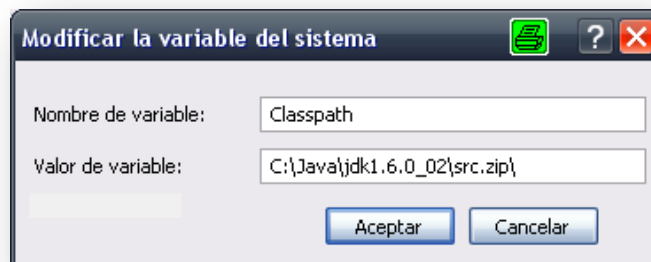 Modificar la variable del sistema
Nombre de variable: Classpath
Valor de variable: C:\Java\jdk1.6.0_02\src.zip\
Aceptar Cancelar